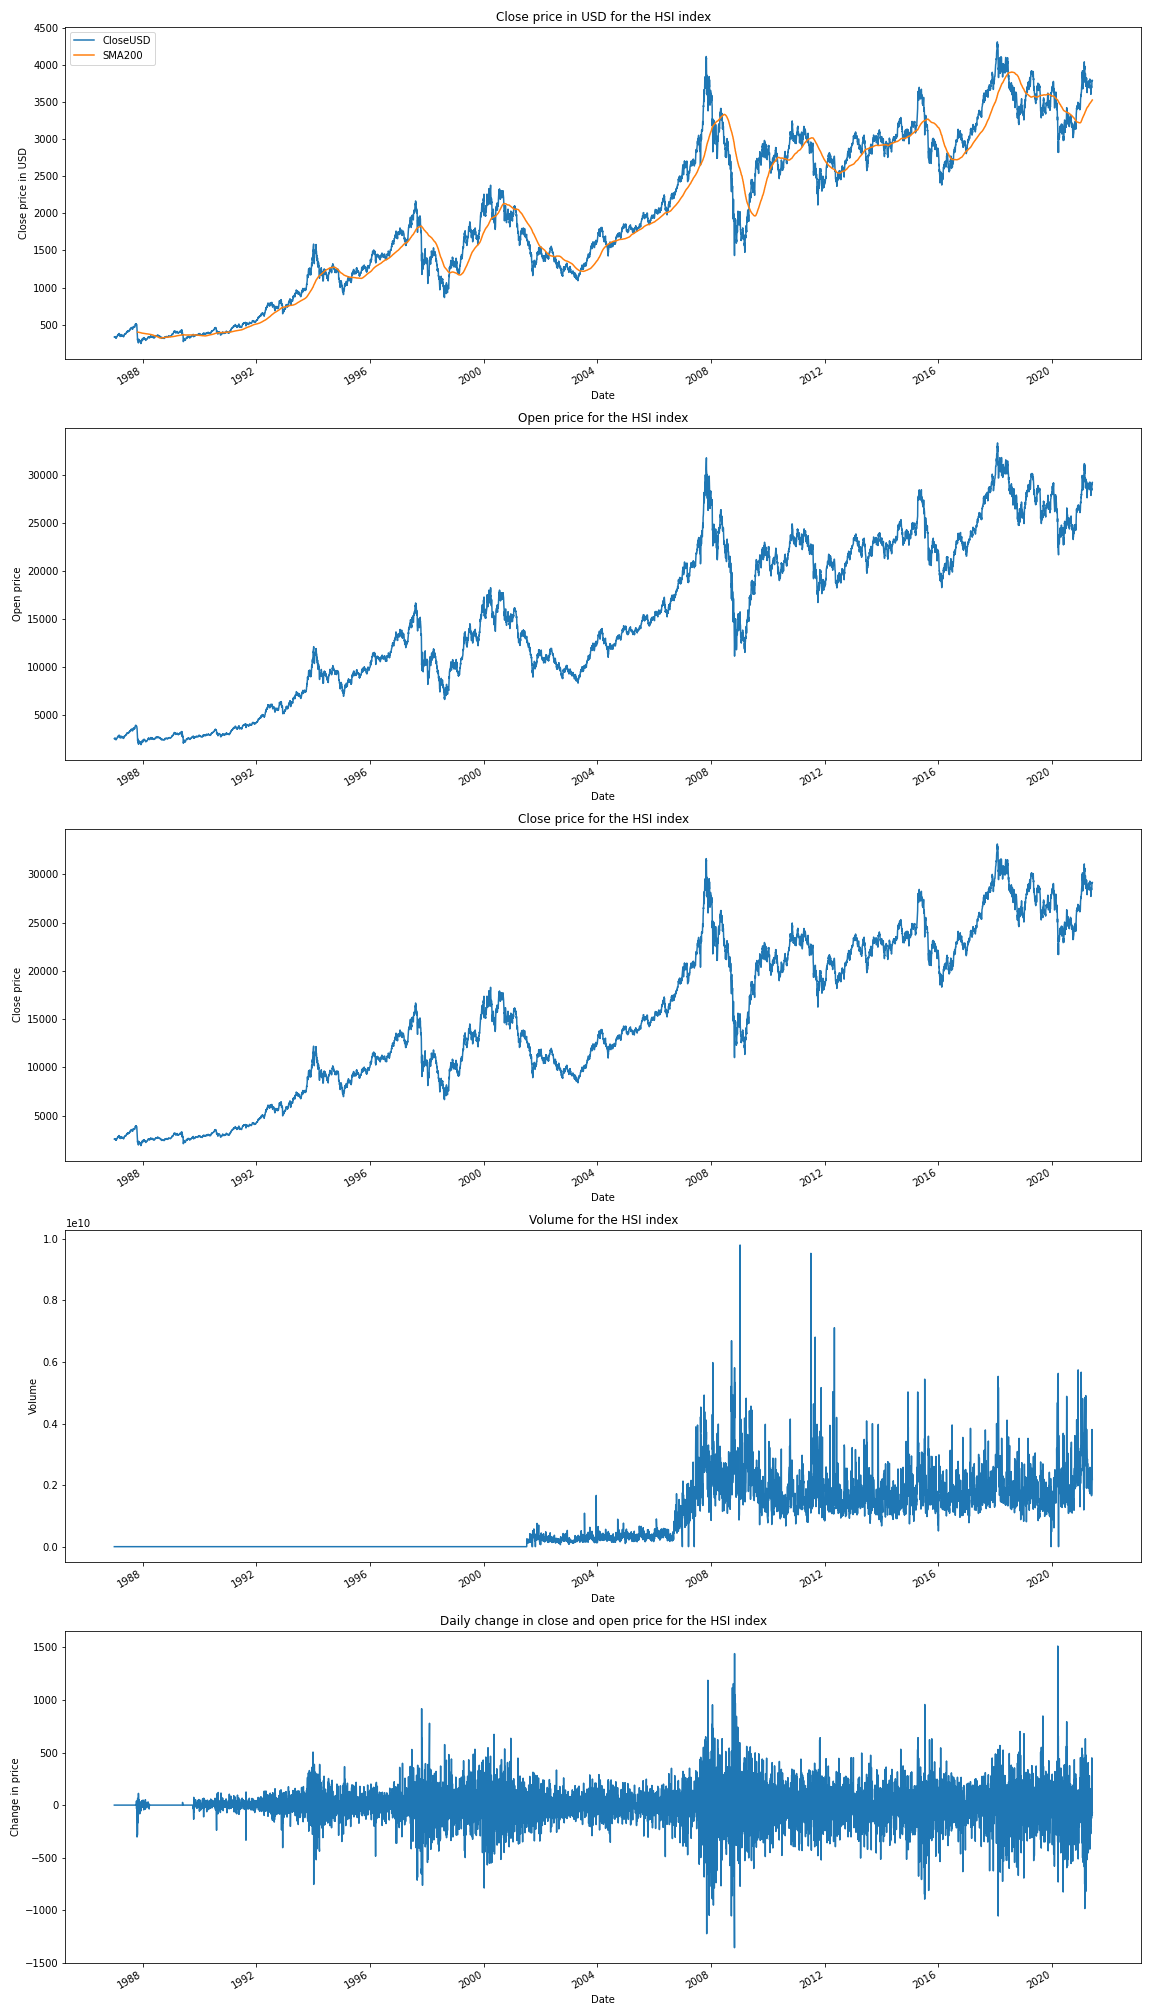 Close price in USD for the HSI index
CloseUSD
SMA200
4500
4000
3500
3000
2500
2000
1500
1000
500
Close price in USD
1988 1992 1996 2000 2004 2008 2012 2016 2020
Date
Open price for the HSI index
30000
25000
20000
15000
10000
5000
Open price
1988 1992 1996 2000 2004 2008 2012 2016 2020
Date
Close price for the HSI index
30000
25000
20000
15000
10000
5000
Close price
1988 1992 1996 2000 2004 2008 2012 2016 2020
Date
Volume for the HSI index
1e10
1.0
0.8
0.6
0.4
0.2
0.0
Volume
1988 1992 1996 2000 2004 2008 2012 2016 2020
Date
Daily change in close and open price for the HSI index
1500
1000
500
0
−500
−1000
−1500
Change in price
1988 1992 1996 2000 2004 2008 2012 2016 2020
Date